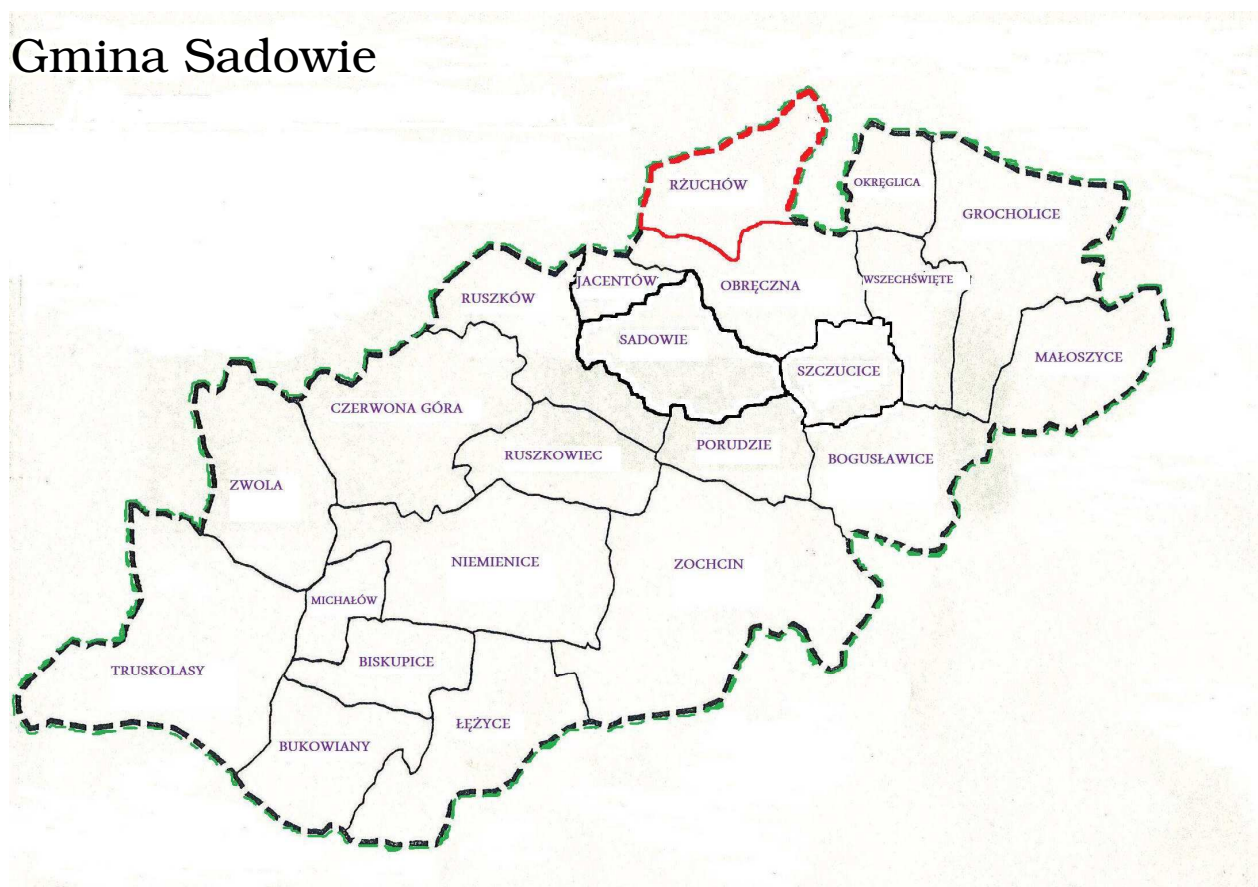 Gmina Sadowie
RŻUCHÓW
OKRĘGLICA
GROCHOLICE
JACENTÓW
OBRĘCZNA
WSZECHŚWIĘTE
RUSZKÓW
SADOWIE
MAŁOSZYCE
SZCZUCICE
CZERWONA GÓRA
PORUDZIE
RUSZKOWIEC
BOGUSŁAWICE
ZWOLA
NIEMIENICE
ZOCHCIN
MICHAŁÓW
BISKUPICE
TRUSKOLASY
ŁĘŻYCE
BUKOWIANY